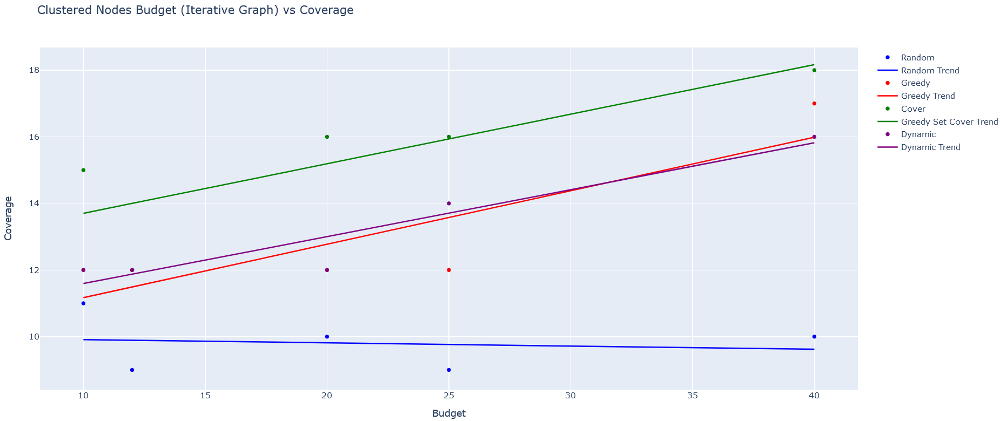 Clustered Nodes Budget (Iterative Graph) vs Coverage
Random
Random Trend
Greedy
Greedy Trend
Cover
Greedy Set Cover Trend
Dynamic
Dynamic Trend
18
16
14
12
10
Coverage
10 15 20 25 30 35 40
Budget